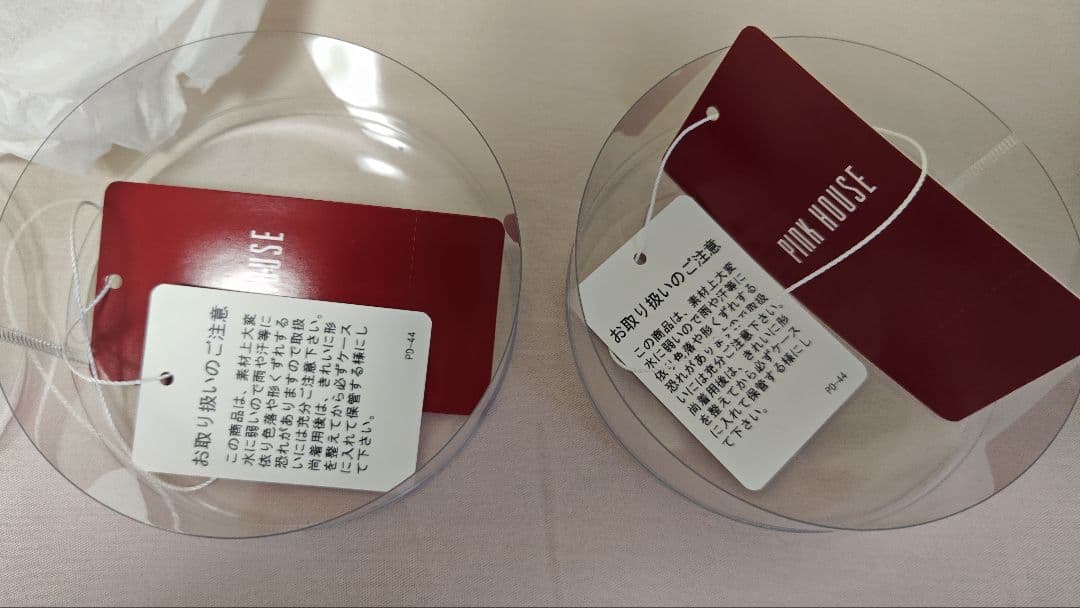 OUSE
お取り扱いのご注意
この商品は、素材上大変
水に弱いので雨や汗等に
依り色落や形くずれする
恐れがありますので取扱
いには充分ご注意下さい。
尚着用後は、きれいに形
を整えてから必ずケース
に入れて保管する様にし
て下さい。
PD-44
PINK HOUSE
お取り扱いのご注意
この商品は、素材上大変
水に弱いので雨や汗等に
依り色落や形くずれする
恐れがありますので取扱
いには充分ご注意下さい。
尚着用後は、きれいに形
を整えてから必ずケース
に入れて保管する様にし
て下さい。
PD-44